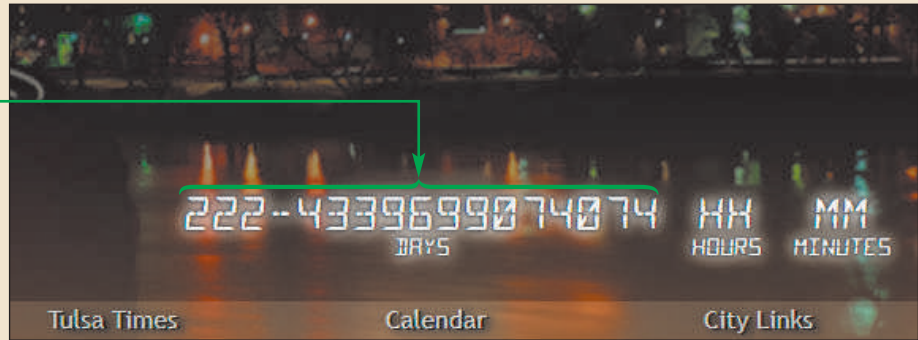 222-4339699074074 HH MM
DAYS HOURS MINUTES
Tulsa Times Calendar City Links